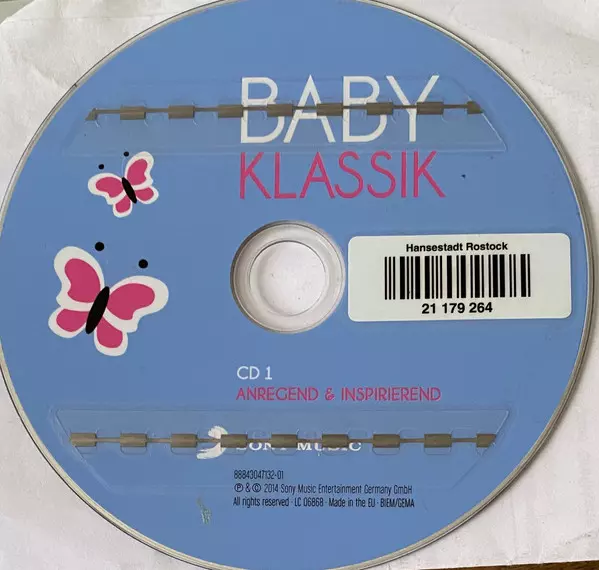 BABY
KLASSIK
Hansestadt Rostock
21 179 264
CD 1
ANREGEND & INSPIRIEREND
SONY MUSIC
88843047132-01
℗ & © 2014 Sony Music Entertainment Germany GmbH
All rights reserved · LC 06868 · Made in the EU · BIEM/GEMA